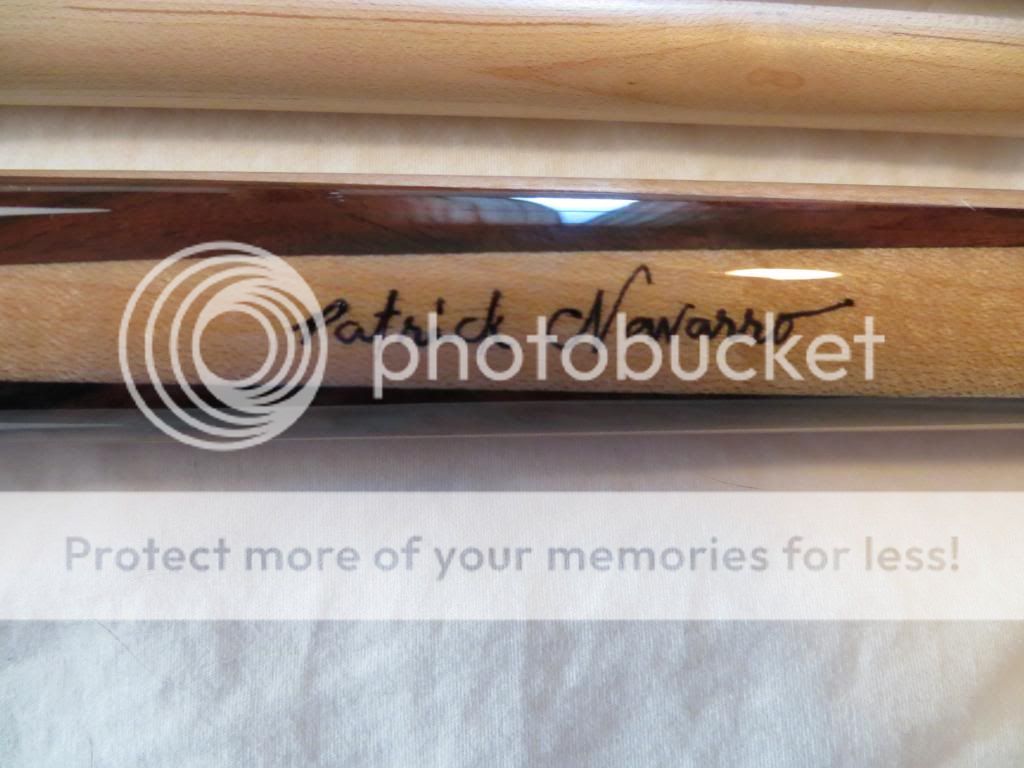 Patrick Navarro
photobucket
Protect more of your memories for less!